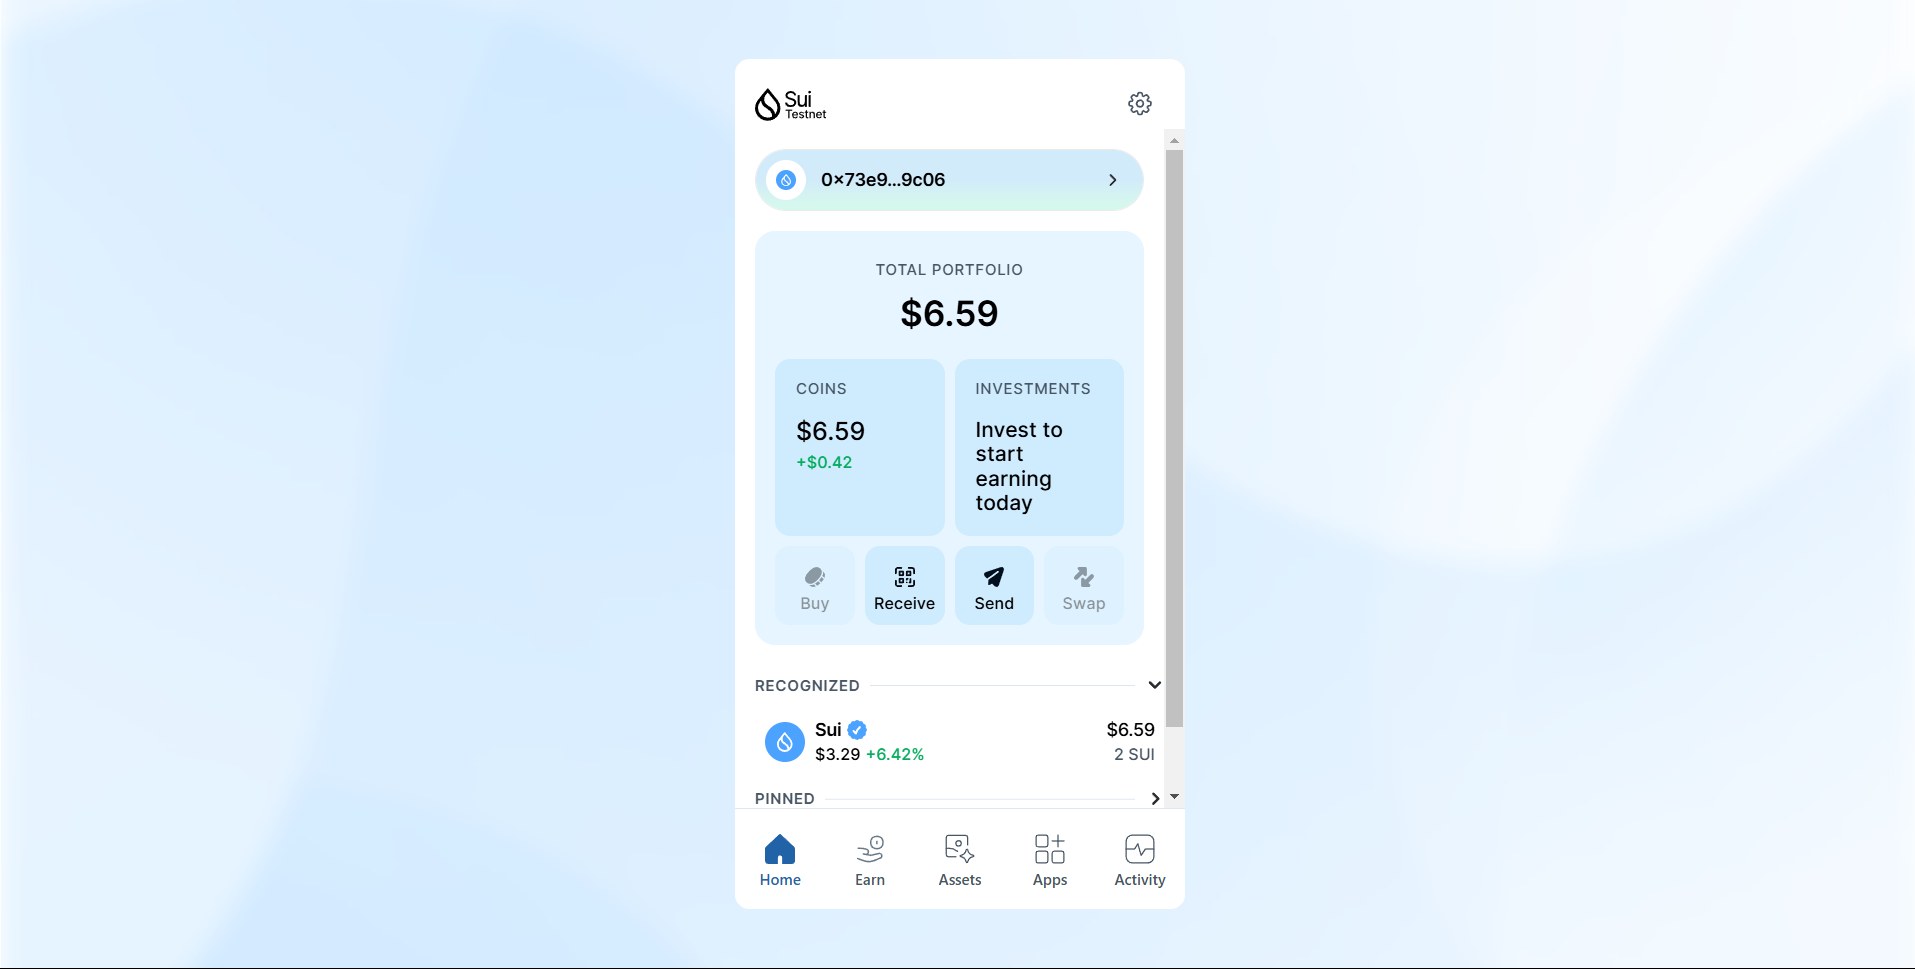 Sui
Testnet
0×73e9...9c06
TOTAL PORTFOLIO
$6.59
COINS
$6.59
+$0.42
INVESTMENTS
Invest to
start
earning
today
Buy
Receive
Send
Swap
RECOGNIZED
Sui
$6.59
$3.29 +6.42%
2 SUI
PINNED
Home
Earn
Assets
Apps
Activity